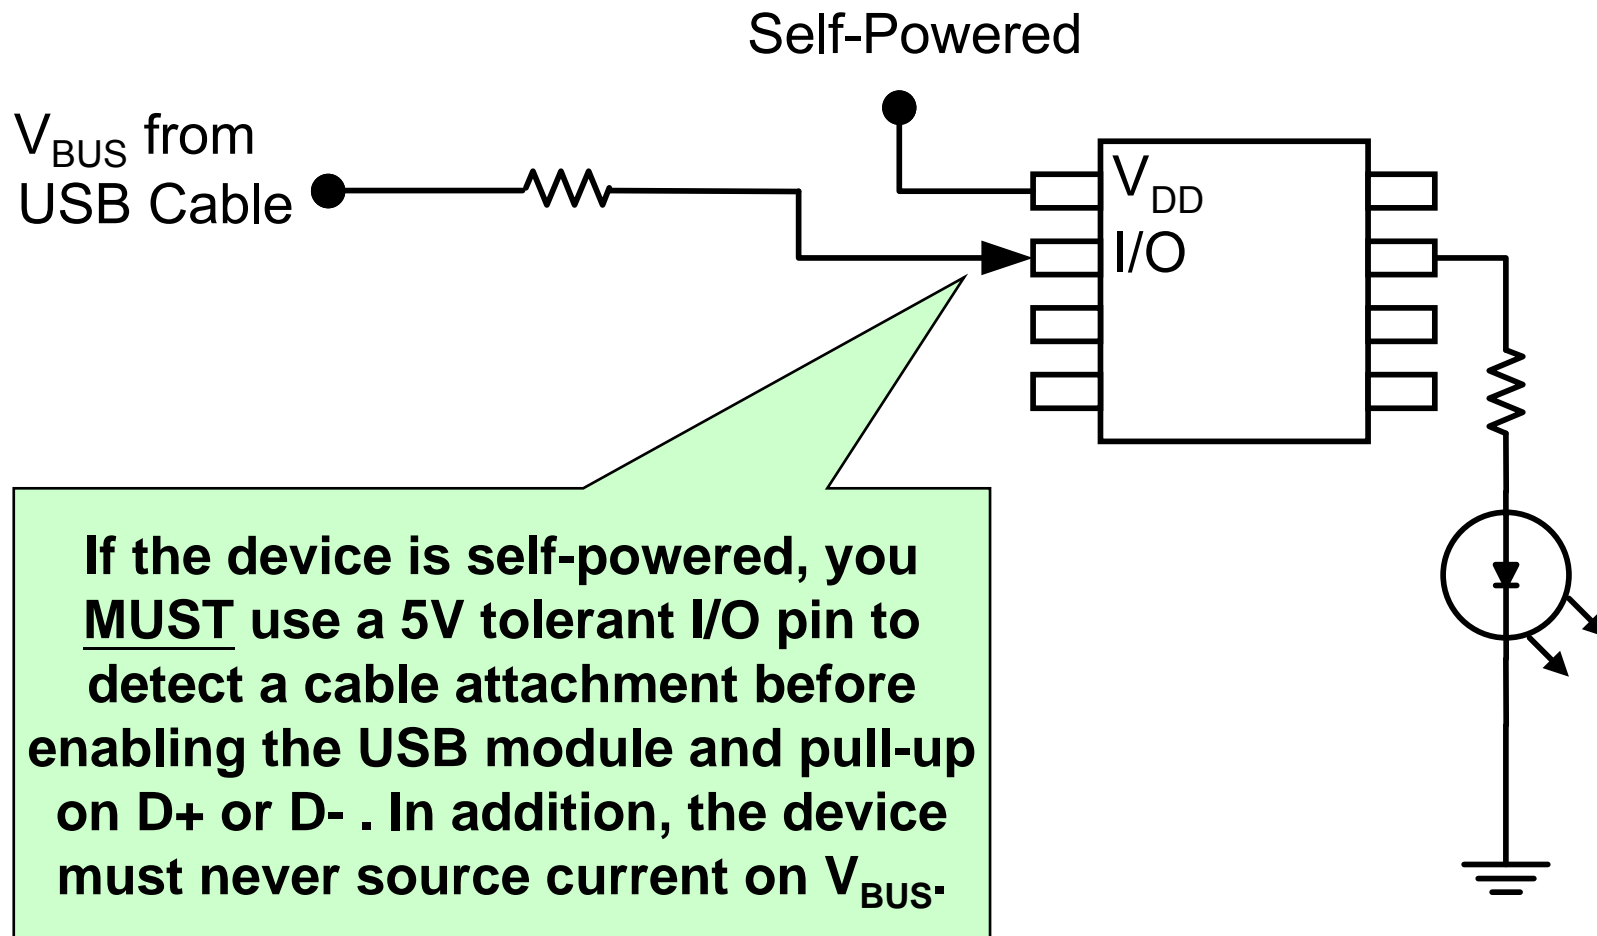 Self-Powered
VBUS from
USB Cable
VDD
I/O
If the device is self-powered, you
MUST use a 5V tolerant I/O pin to
detect a cable attachment before
enabling the USB module and pull-up
on D+ or D- . In addition, the device
must never source current on VBUS.